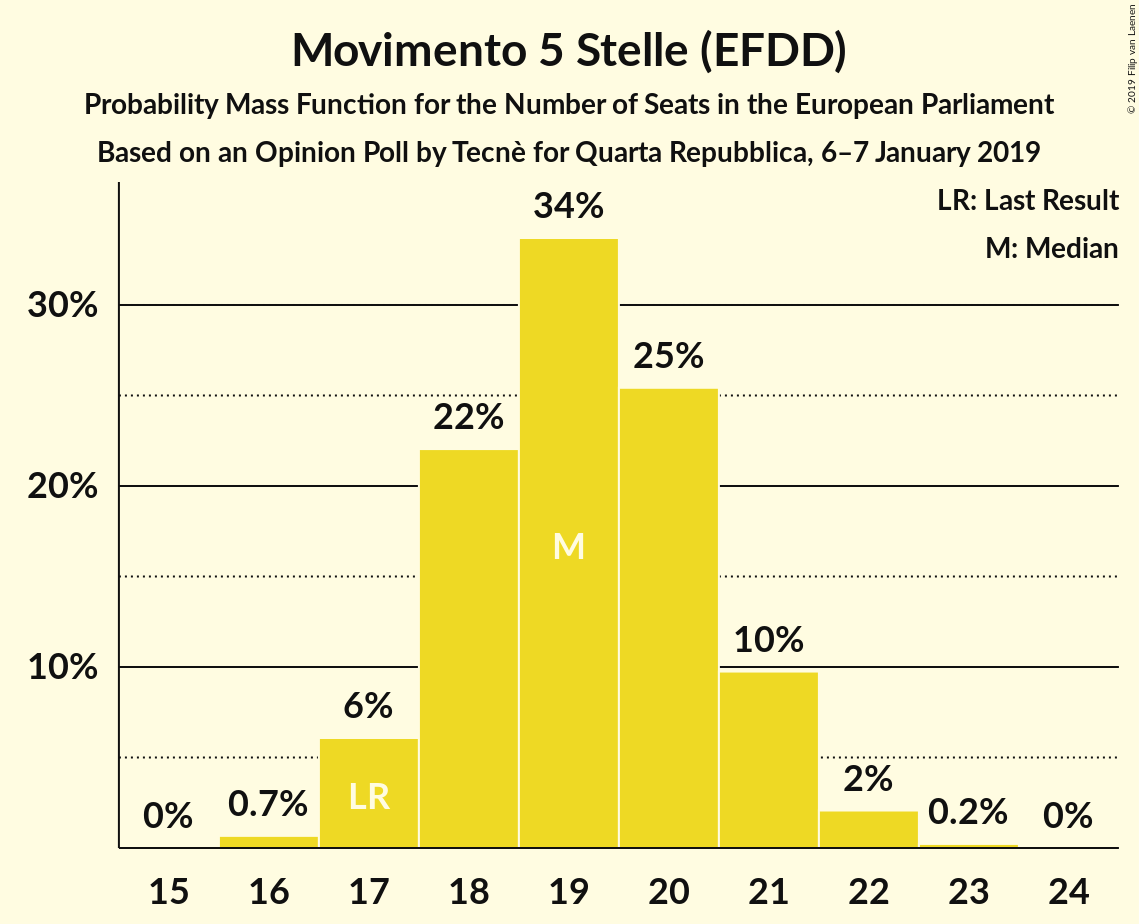 Movimento 5 Stelle (EFDD)
Probability Mass Function for the Number of Seats in the European Parliament
Based on an Opinion Poll by Tecnè for Quarta Repubblica, 6–7 January 2019
© 2019 Filip van Laenen
LR: Last Result
M: Median
34%
30%
25%
22%
20%
M
10%
10%
6%
LR
2%
0.7%
0.2%
0%
0%
15 16 17 18 19 20 21 22 23 24